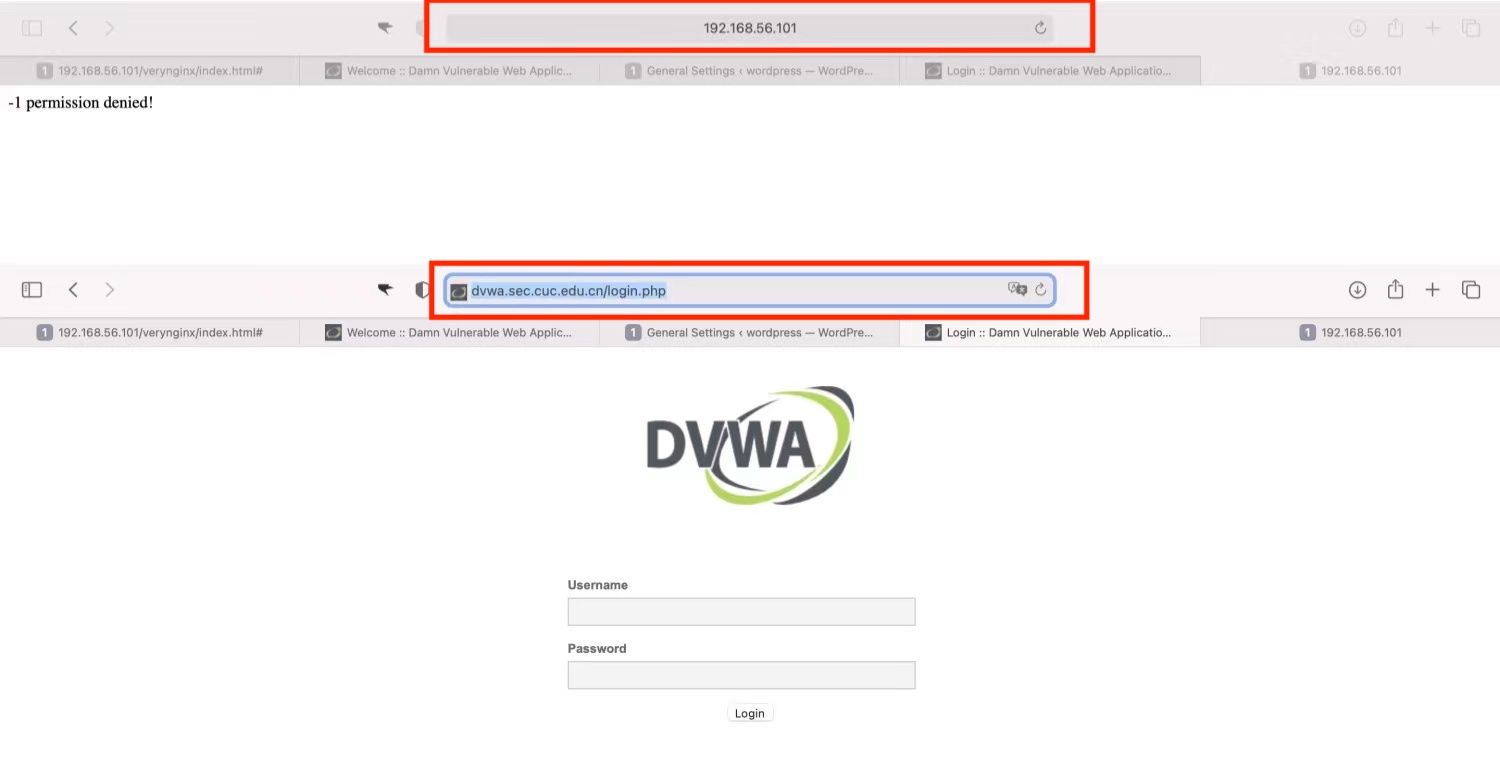 192.168.56.101
1 192.168.56.101/verynginx/index.html# Welcome :: Damn Vulnerable Web Applic... 1 General Settings ‹ wordpress — WordPre... Login :: Damn Vulnerable Web Applicatio... 1 192.168.56.101
-1 permission denied!
dvwa.sec.cuc.edu.cn/login.php
1 192.168.56.101/verynginx/index.html# Welcome :: Damn Vulnerable Web Applic... 1 General Settings ‹ wordpress — WordPre... Login :: Damn Vulnerable Web Applicatio... 1 192.168.56.101
DVWA
Username
Password
Login